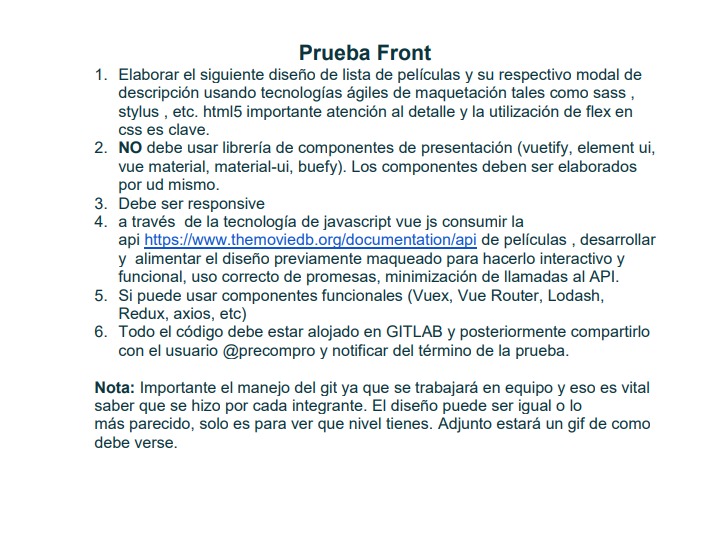 Prueba Front
1. Elaborar el siguiente diseño de lista de películas y su respectivo modal de
descripción usando tecnologías ágiles de maquetación tales como sass ,
stylus , etc. html5 importante atención al detalle y la utilización de flex en
css es clave.
2. NO debe usar librería de componentes de presentación (vuetify, element ui,
vue material, material-ui, buefy). Los componentes deben ser elaborados
por ud mismo.
3. Debe ser responsive
4. a través  de la tecnología de javascript vue js consumir la
api https://www.themoviedb.org/documentation/api de películas , desarrollar
y  alimentar el diseño previamente maqueado para hacerlo interactivo y
funcional, uso correcto de promesas, minimización de llamadas al API.
5. Si puede usar componentes funcionales (Vuex, Vue Router, Lodash,
Redux, axios, etc)
6. Todo el código debe estar alojado en GITLAB y posteriormente compartirlo
con el usuario @precompro y notificar del término de la prueba.
Nota: Importante el manejo del git ya que se trabajará en equipo y eso es vital
saber que se hizo por cada integrante. El diseño puede ser igual o lo
más parecido, solo es para ver que nivel tienes. Adjunto estará un gif de como
debe verse.